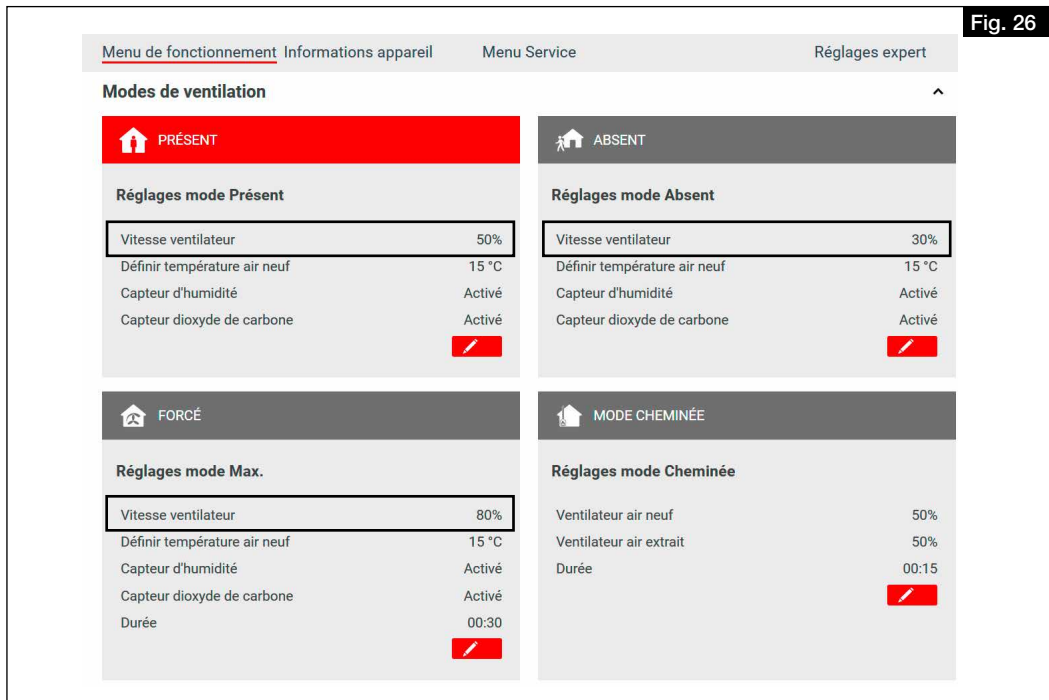 Fig. 26
Menu de fonctionnement Informations appareil Menu Service Réglages expert
Modes de ventilation
PRÉSENT
Réglages mode Présent
Vitesse ventilateur 50%
Définir température air neuf 15 °C
Capteur d'humidité Activé
Capteur dioxyde de carbone Activé
ABSENT
Réglages mode Absent
Vitesse ventilateur 30%
Définir température air neuf 15 °C
Capteur d'humidité Activé
Capteur dioxyde de carbone Activé
FORCÉ
Réglages mode Max.
Vitesse ventilateur 80%
Définir température air neuf 15 °C
Capteur d'humidité Activé
Capteur dioxyde de carbone Activé
Durée 00:30
MODE CHEMINÉE
Réglages mode Cheminée
Ventilateur air neuf 50%
Ventilateur air extrait 50%
Durée 00:15